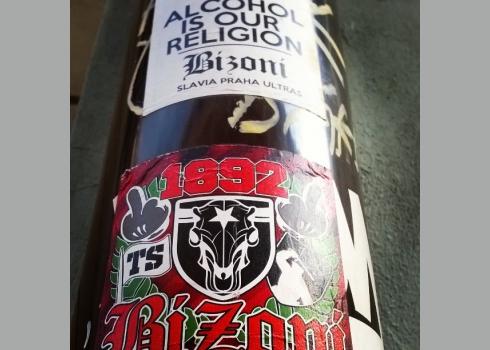 ALCOHOL
IS OUR
RELIGION
Bizoni
SLAVIA PRAHA ULTRAS
1892
TS
BiZoni